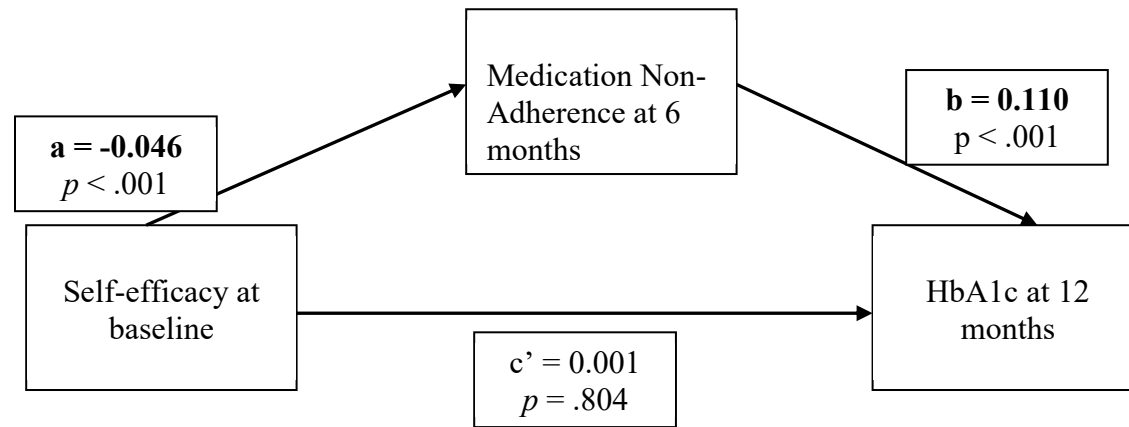 Medication Non-
Adherence at 6
months
b = 0.110
p < .001
a = -0.046
p < .001
Self-efficacy at
baseline
HbA1c at 12
months
c’ = 0.001
p = .804